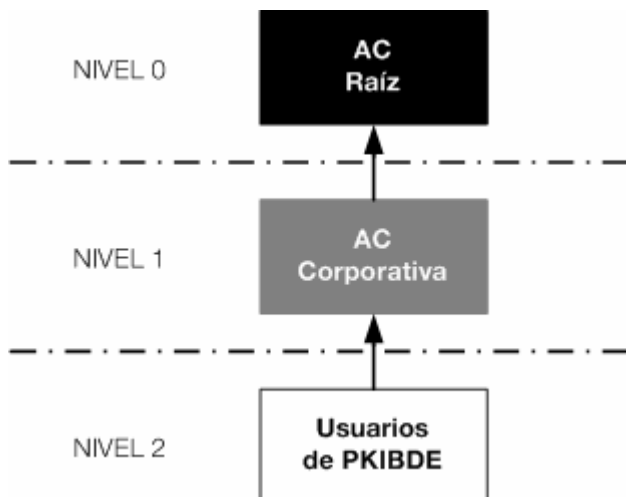 NIVEL 0
AC
Raíz
NIVEL 1
AC
Corporativa
NIVEL 2
Usuarios
de PKIBDE